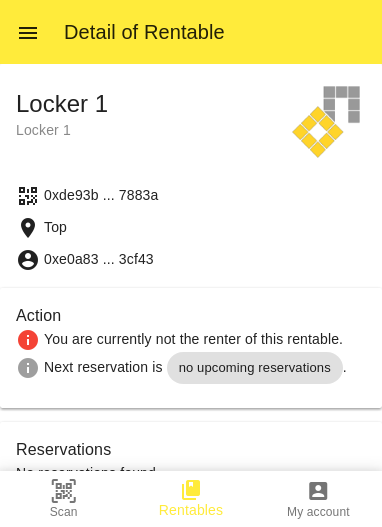 Detail of Rentable
Locker 1
Locker 1
0xde93b ... 7883a
Top
0xe0a83 ... 3cf43
Action
You are currently not the renter of this rentable.
Next reservation is no upcoming reservations.
Reservations
No reservations found
Scan
Rentables
My account